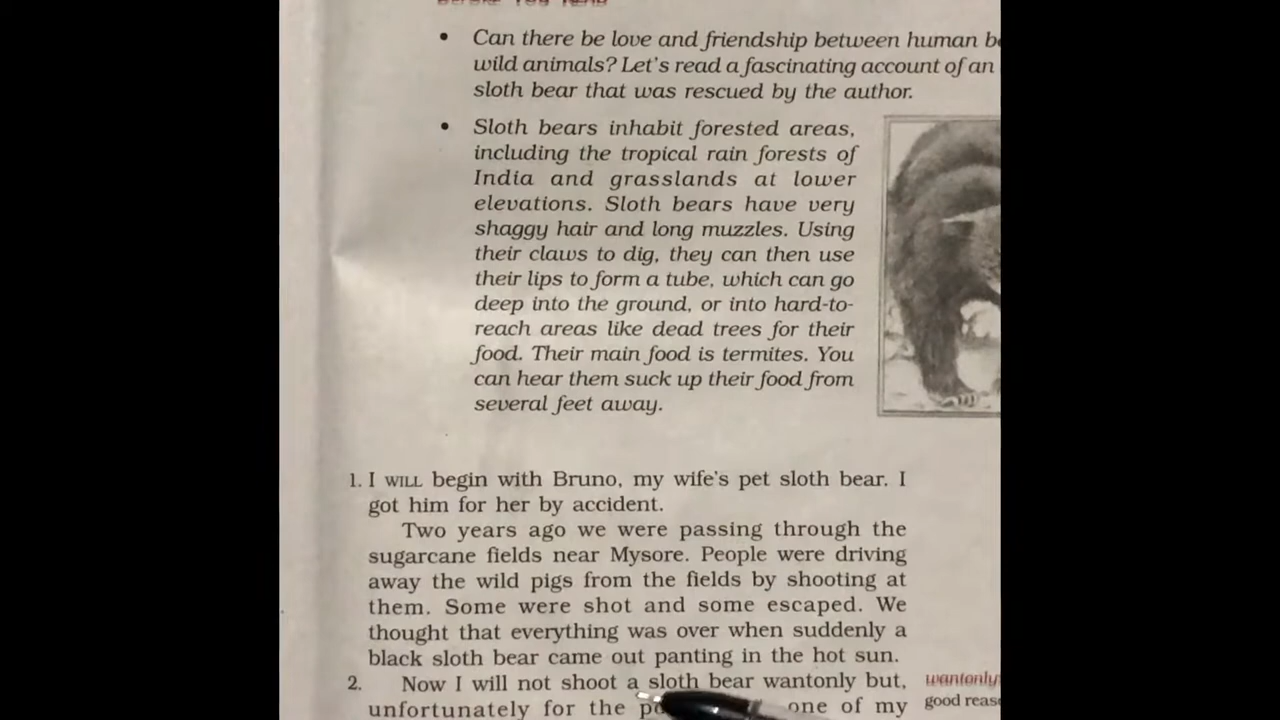 • Can there be love and friendship between human
wild animals? Let's read a fascinating account of an
sloth bear that was rescued by the author.
• Sloth bears inhabit forested areas,
including the tropical rain forests of
India and grasslands at lower
elevations. Sloth bears have very
shaggy hair and long muzzles. Using
their claws to dig, they can then use
their lips to form a tube, which can go
deep into the ground, or into hard-to-
reach areas like dead trees for their
food. Their main food is termites. You
can hear them suck up their food from
several feet away.
1. I WILL begin with Bruno, my wife's pet sloth bear. I
got him for her by accident.
Two years ago we were passing through the
sugarcane fields near Mysore. People were driving
away the wild pigs from the fields by shooting at
them. Some were shot and some escaped. We
thought that everything was over when suddenly a
black sloth bear came out panting in the hot sun.
2. Now I will not shoot a sloth bear wantonly but,
unfortunately for the one of my
wantonly
good